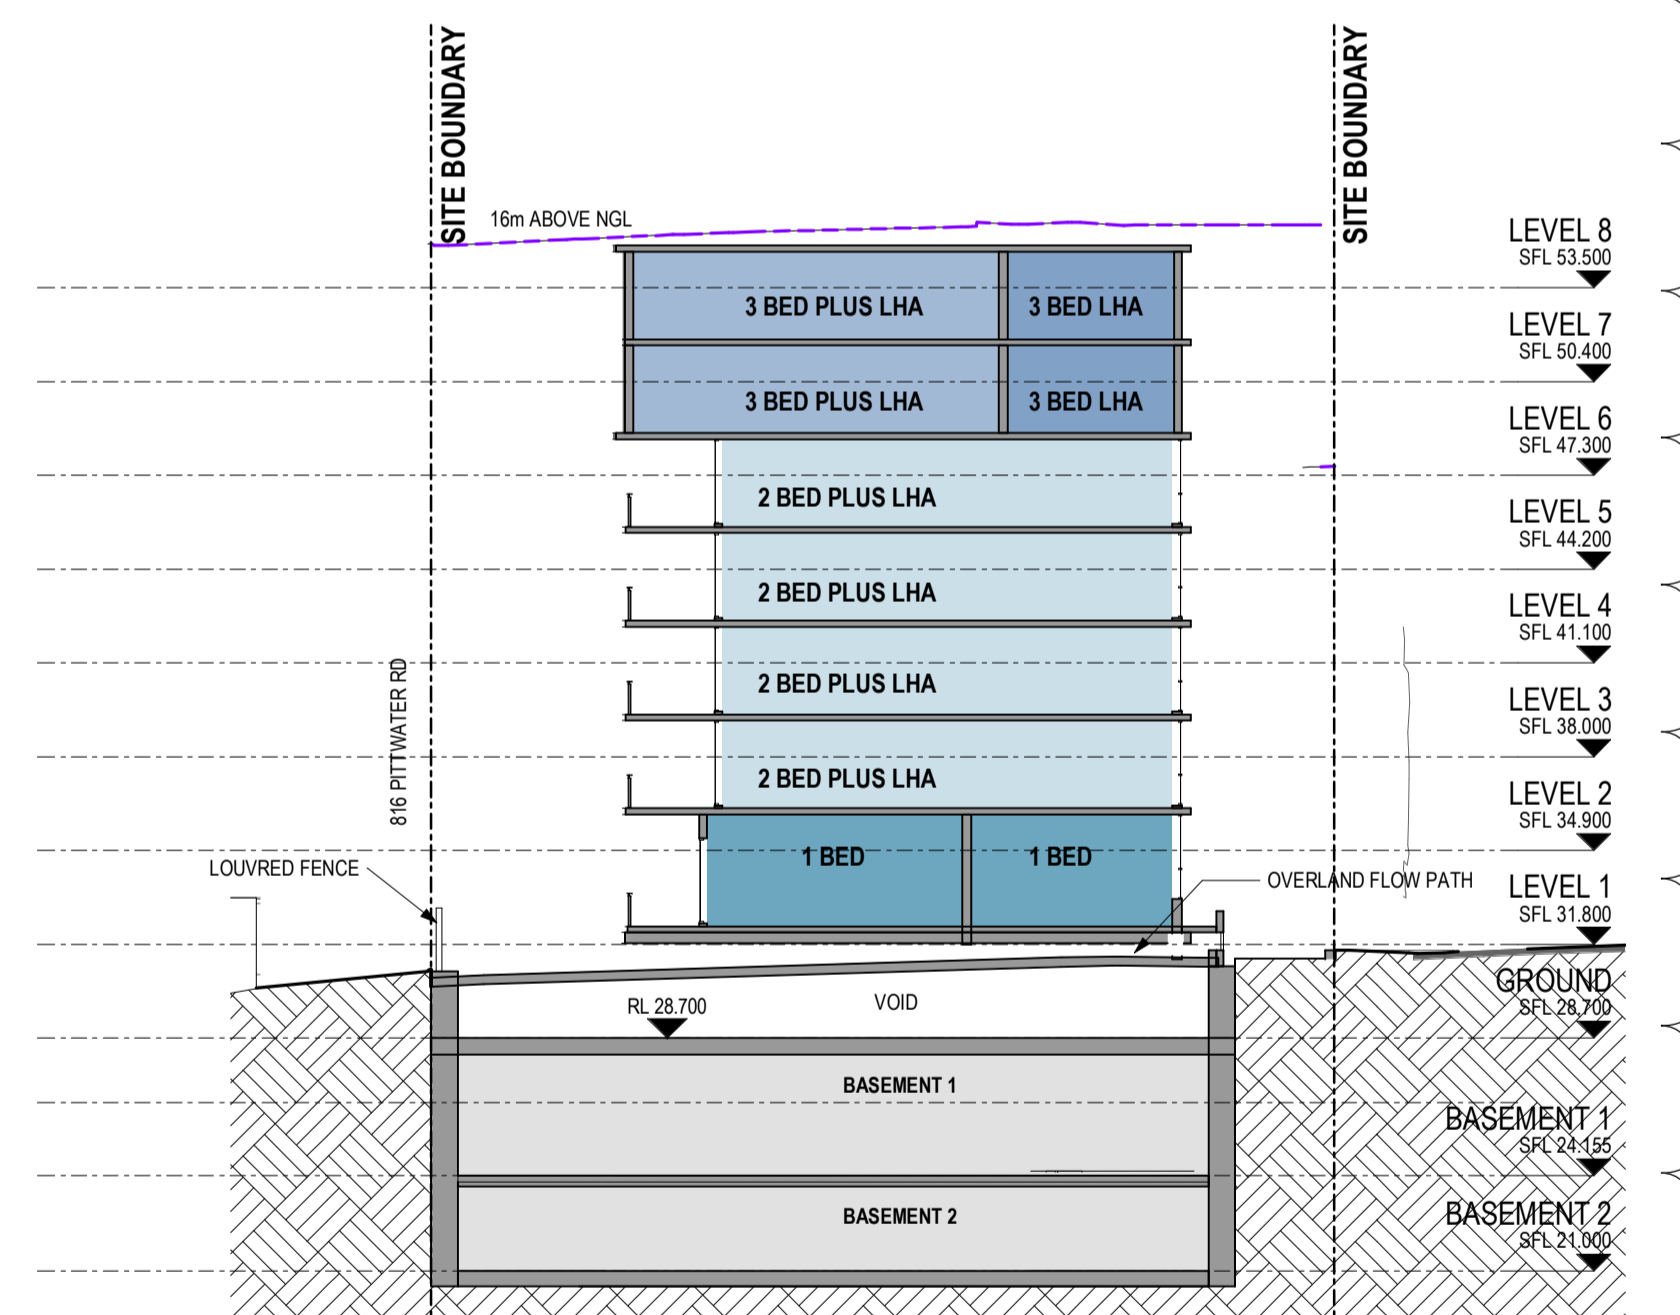 SITE BOUNDARY
SITE BOUNDARY
16m ABOVE NGL
LEVEL 8
SFL 53.500
3 BED PLUS LHA
3 BED LHA
LEVEL 7
SFL 50.400
3 BED PLUS LHA
3 BED LHA
LEVEL 6
SFL 47.300
2 BED PLUS LHA
LEVEL 5
SFL 44.200
2 BED PLUS LHA
LEVEL 4
SFL 41.100
816 PITTWATER RD
2 BED PLUS LHA
LEVEL 3
SFL 38.000
2 BED PLUS LHA
LEVEL 2
SFL 34.900
1 BED
1 BED
LOUVRED FENCE
OVERLAND FLOW PATH
LEVEL 1
SFL 31.800
GROUND
SFL 28.700
RL 28.700
VOID
BASEMENT 1
BASEMENT 1
SFL 24.155
BASEMENT 2
BASEMENT 2
SFL 21.000